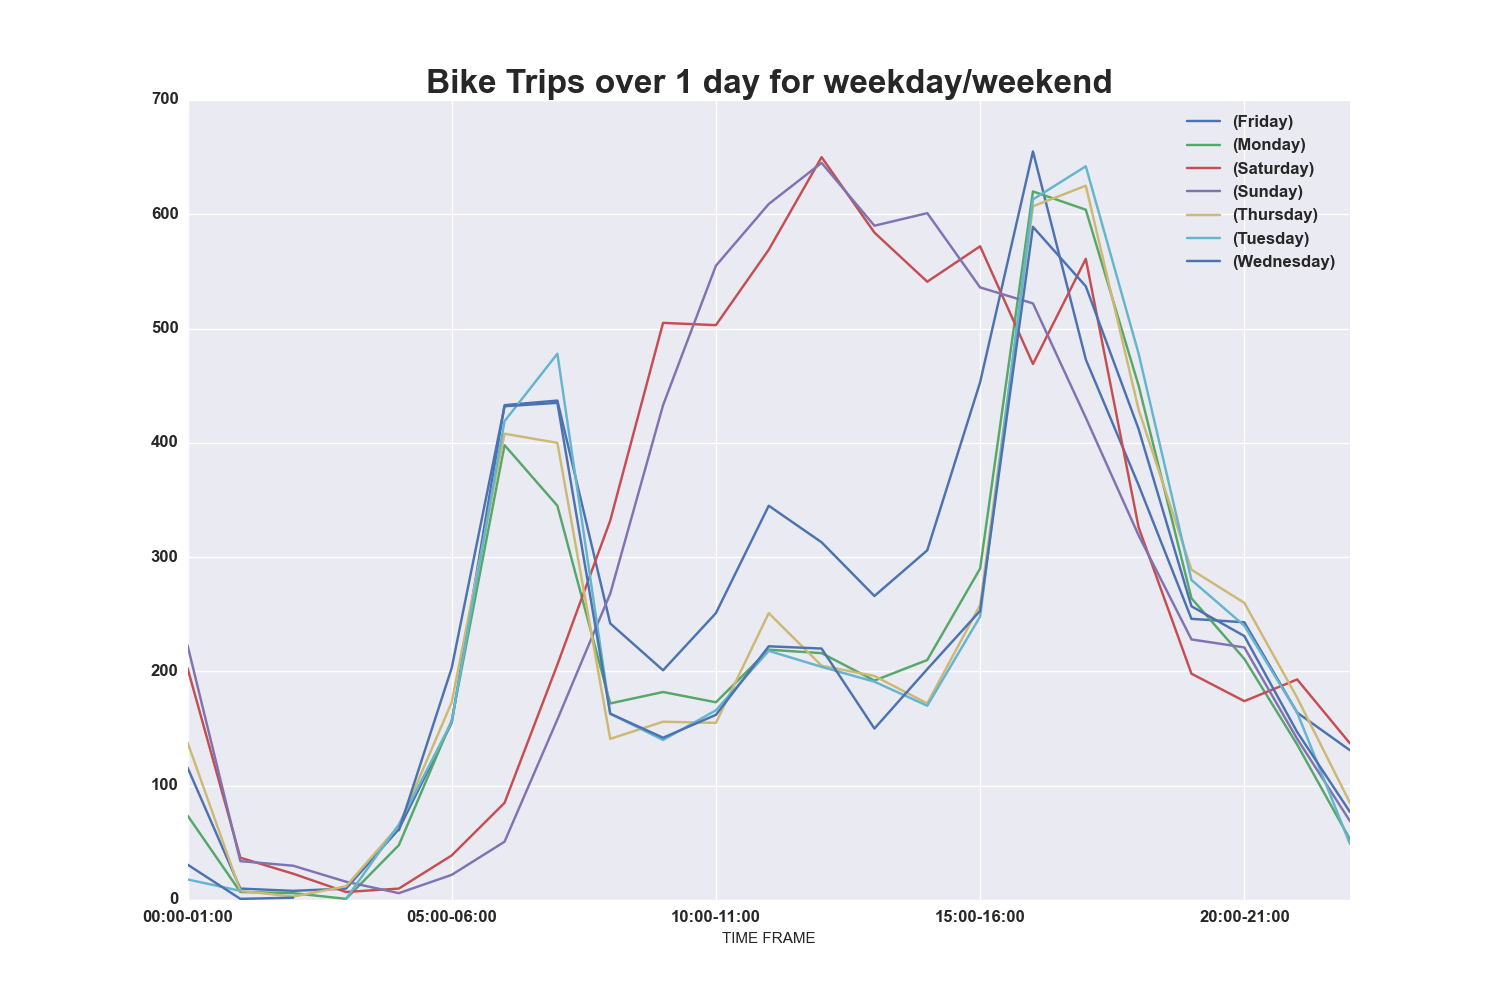 Bike Trips over 1 day for weekday/weekend
700
600
500
400
300
200
100
0
(Friday)
(Monday)
(Saturday)
(Sunday)
(Thursday)
(Tuesday)
(Wednesday)
00:00-01:00 05:00-06:00 10:00-11:00 15:00-16:00 20:00-21:00
TIME FRAME